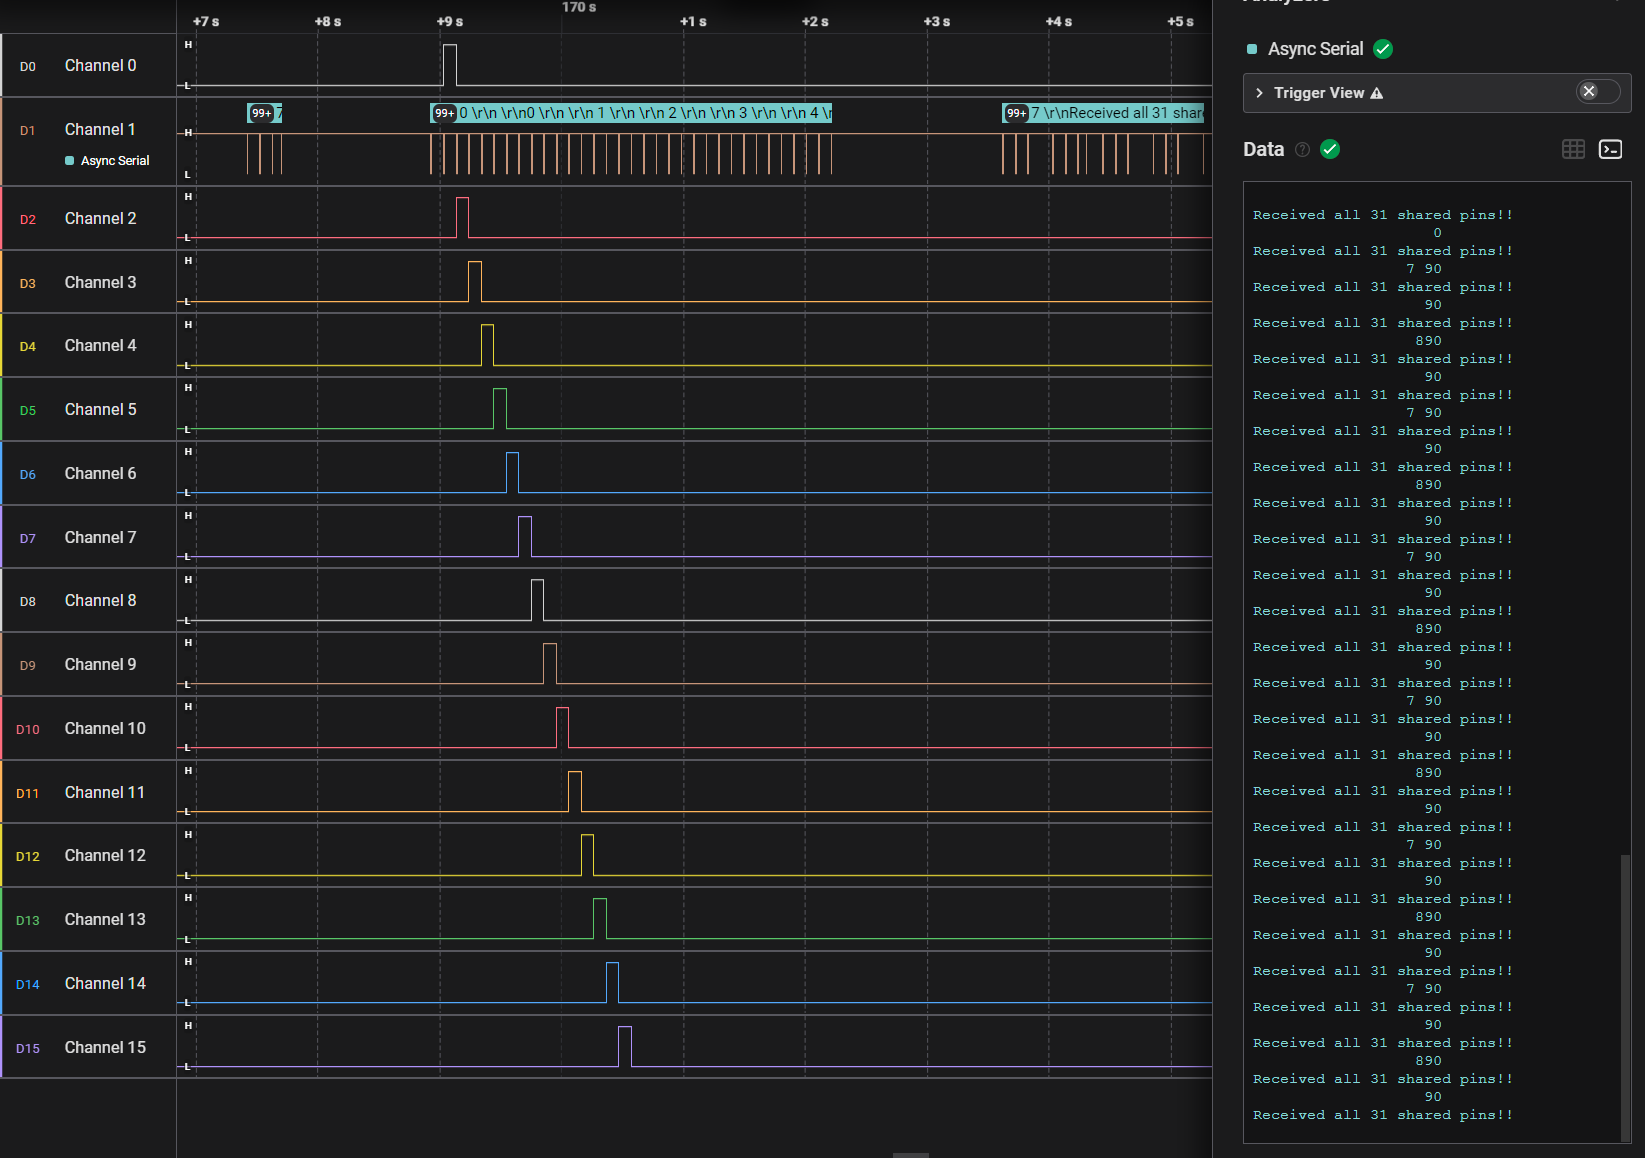 +7 s
+8 s
+9 s
170 s
+1 s
+2 s
+3 s
+4 s
+5 s
D0 Channel 0
H
L
D1 Channel 1
Async Serial
99+ 7
99+ 0 \r\n \r\n0 \r\n \r\n 1 \r\n \r\n 2 \r\n \r\n 3 \r\n \r\n 4 \r
99+ 7 \r\nReceived all 31 shar
H
L
D2 Channel 2
H
L
D3 Channel 3
H
L
D4 Channel 4
H
L
D5 Channel 5
H
L
D6 Channel 6
H
L
D7 Channel 7
H
L
D8 Channel 8
H
L
D9 Channel 9
H
L
D10 Channel 10
H
L
D11 Channel 11
H
L
D12 Channel 12
H
L
D13 Channel 13
H
L
D14 Channel 14
H
L
D15 Channel 15
H
L
Async Serial
Trigger View
Data
Received all 31 shared pins!!
0
Received all 31 shared pins!!
7 90
Received all 31 shared pins!!
90
Received all 31 shared pins!!
890
Received all 31 shared pins!!
90
Received all 31 shared pins!!
7 90
Received all 31 shared pins!!
90
Received all 31 shared pins!!
890
Received all 31 shared pins!!
90
Received all 31 shared pins!!
7 90
Received all 31 shared pins!!
90
Received all 31 shared pins!!
890
Received all 31 shared pins!!
90
Received all 31 shared pins!!
7 90
Received all 31 shared pins!!
90
Received all 31 shared pins!!
890
Received all 31 shared pins!!
90
Received all 31 shared pins!!
7 90
Received all 31 shared pins!!
90
Received all 31 shared pins!!
890
Received all 31 shared pins!!
90
Received all 31 shared pins!!
7 90
Received all 31 shared pins!!
90
Received all 31 shared pins!!
890
Received all 31 shared pins!!
90
Received all 31 shared pins!!